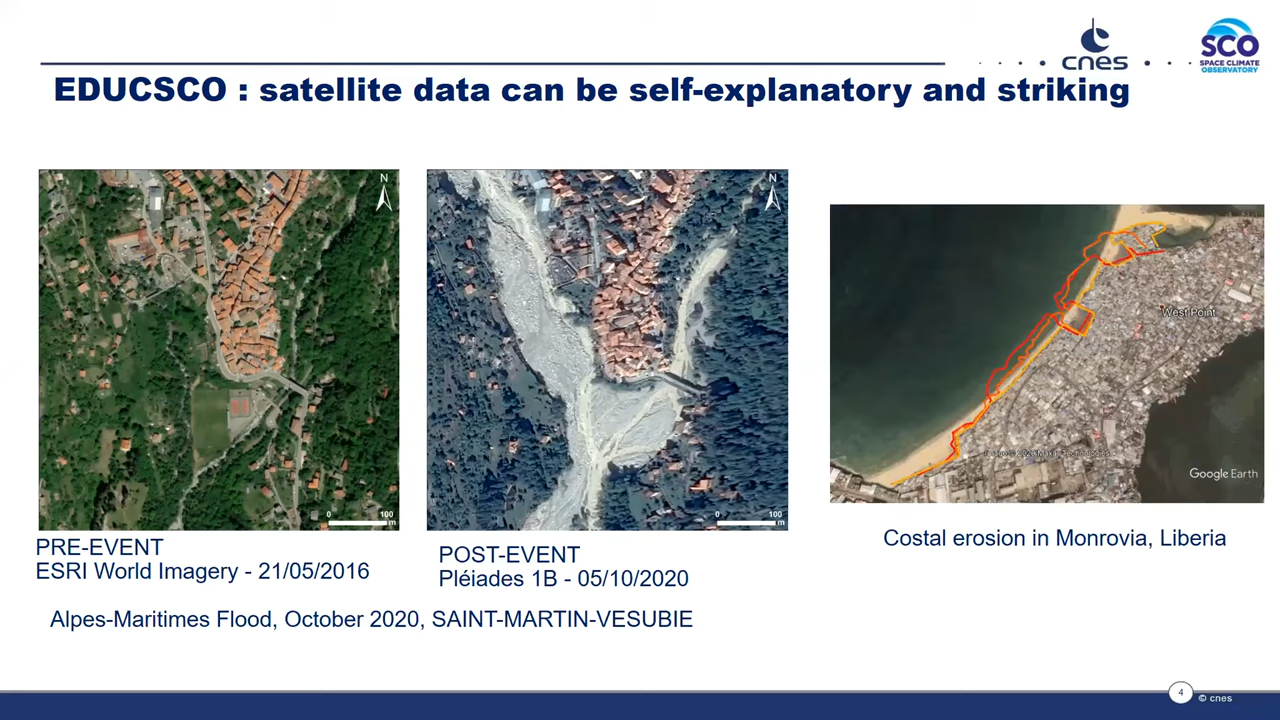 cnes
SCO
SPACE CLIMATE
OBSERVATORY
EDUCSCO : satellite data can be self-explanatory and striking
N
0 100
m
N
0 100
m
West Point
Google Earth
PRE-EVENT
ESRI World Imagery - 21/05/2016
POST-EVENT
Pléiades 1B - 05/10/2020
Costal erosion in Monrovia, Liberia
Alpes-Maritimes Flood, October 2020, SAINT-MARTIN-VESUBIE
4
© cnes